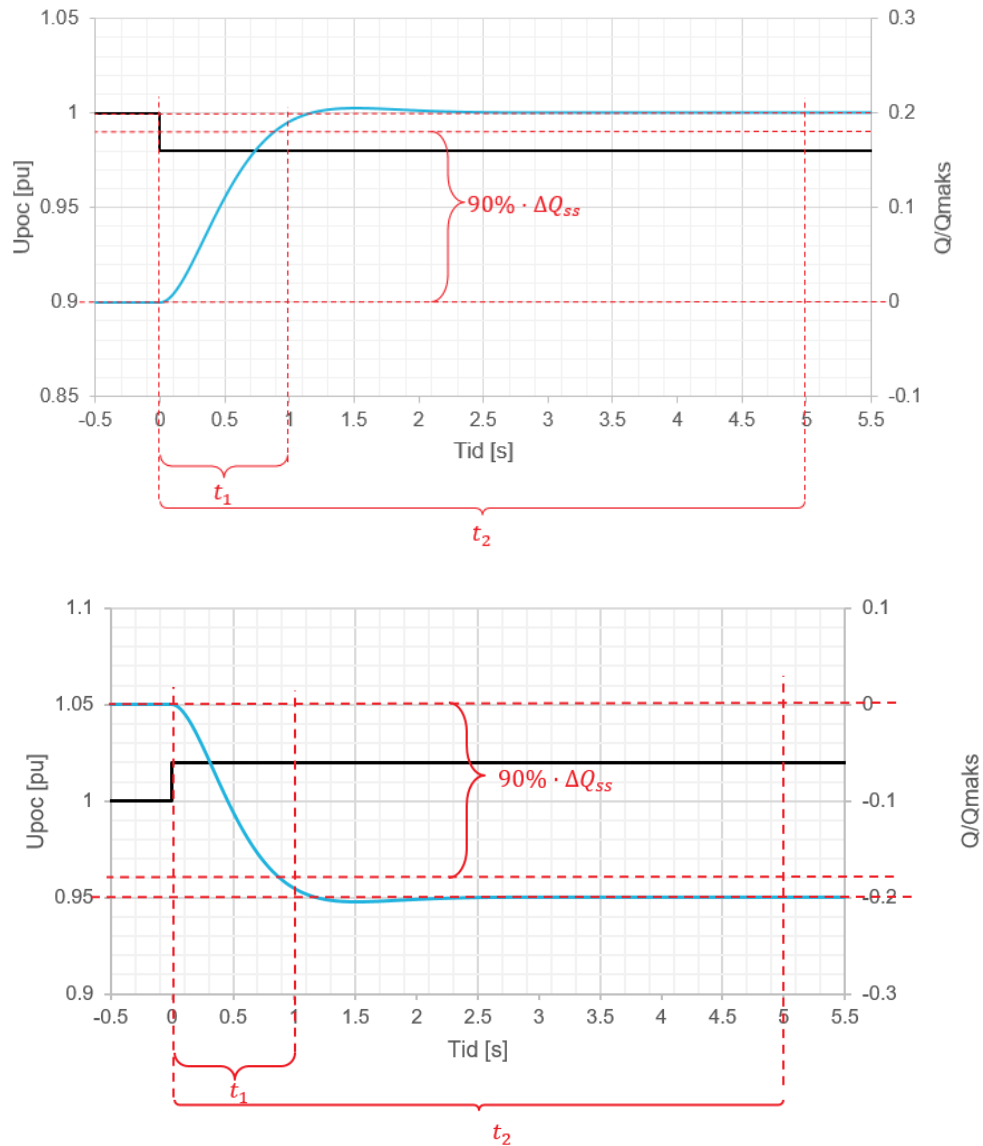 1.05
0.3
1
0.2
Upoc [pu]
90% · ΔQss
Q/Qmaks
0.95
0.1
0.9
0
0.85
-0.1
-0.5 0 0.5 1 1.5 2 2.5 3 3.5 4 4.5 5 5.5
Tid [s]
t1
t2
1.1
0.1
1.05
0
Upoc [pu]
90% · ΔQss
Q/Qmaks
1
-0.1
0.95
-0.2
0.9
-0.3
-0.5 0 0.5 1 1.5 2 2.5 3 3.5 4 4.5 5 5.5
Tid [s]
t1
t2